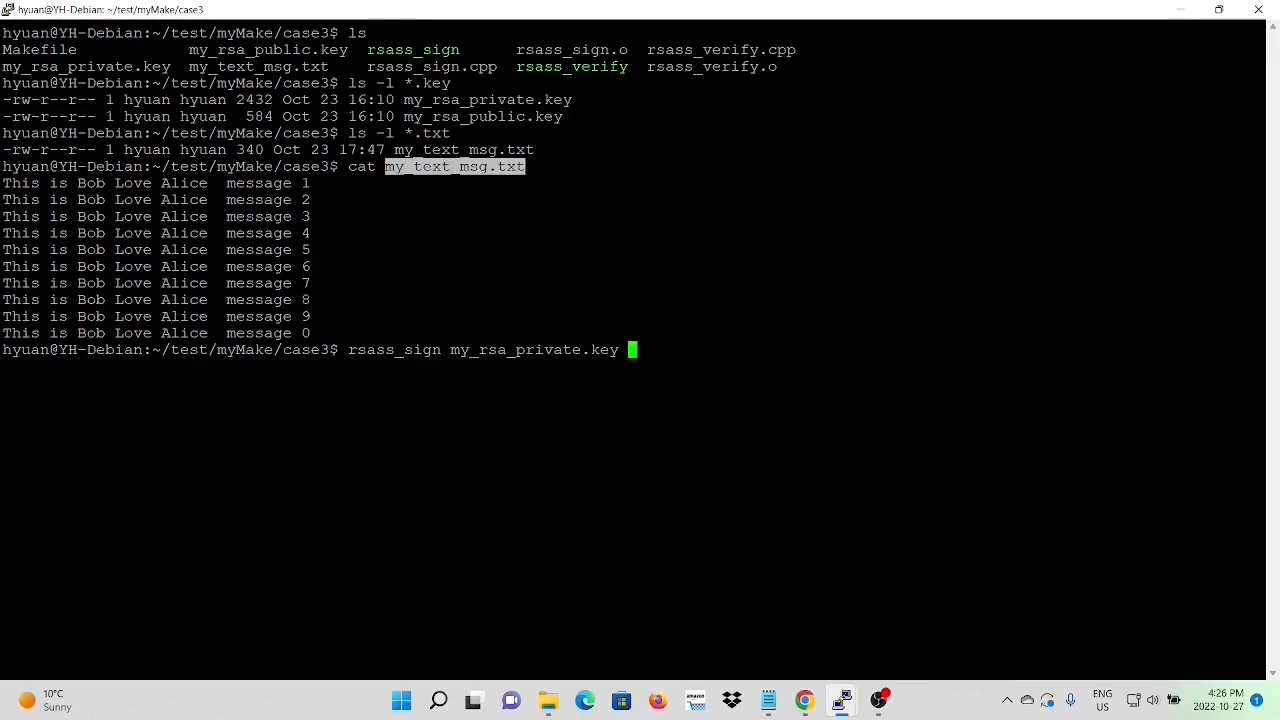 hyuan@YH-Debian: ~/test/myMake/case3
hyuan@YH-Debian:~/test/myMake/case3$ ls
Makefile my_rsa_public.key rsass_sign rsass_sign.o rsass_verify.cpp
my_rsa_private.key my_text_msg.txt rsass_sign.cpp rsass_verify rsass_verify.o
hyuan@YH-Debian:~/test/myMake/case3$ ls -l *.key
-rw-r--r-- 1 hyuan hyuan 2432 Oct 23 16:10 my_rsa_private.key
-rw-r--r-- 1 hyuan hyuan  584 Oct 23 16:10 my_rsa_public.key
hyuan@YH-Debian:~/test/myMake/case3$ ls -l *.txt
-rw-r--r-- 1 hyuan hyuan 340 Oct 23 17:47 my_text_msg.txt
hyuan@YH-Debian:~/test/myMake/case3$ cat my_text_msg.txt
This is Bob Love Alice  message 1
This is Bob Love Alice  message 2
This is Bob Love Alice  message 3
This is Bob Love Alice  message 4
This is Bob Love Alice  message 5
This is Bob Love Alice  message 6
This is Bob Love Alice  message 7
This is Bob Love Alice  message 8
This is Bob Love Alice  message 9
This is Bob Love Alice  message 0
hyuan@YH-Debian:~/test/myMake/case3$ rsass_sign my_rsa_private.key
10°C
Sunny
amazon
ENG
US
4:26 PM
2022-10-27
1